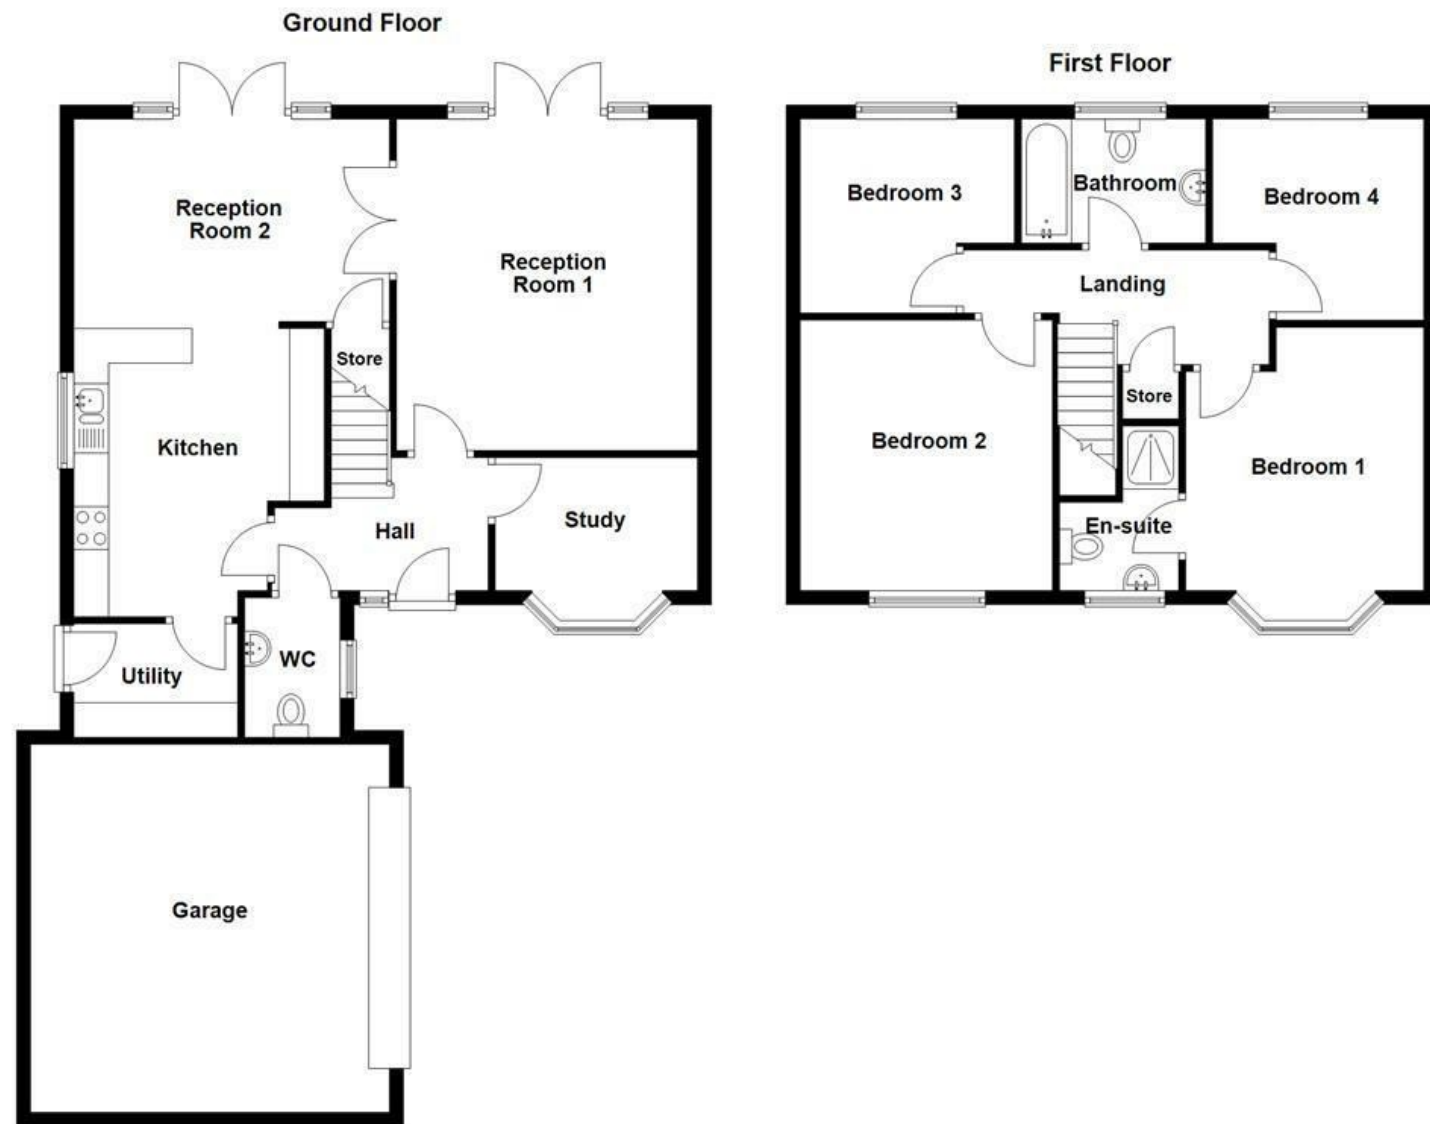 Ground Floor
Reception
Room 2
Reception
Room 1
Store
Kitchen
Hall
Study
Utility
WC
Garage
First Floor
Bedroom 3
Bathroom
Bedroom 4
Landing
Store
Bedroom 2
Bedroom 1
En-suite